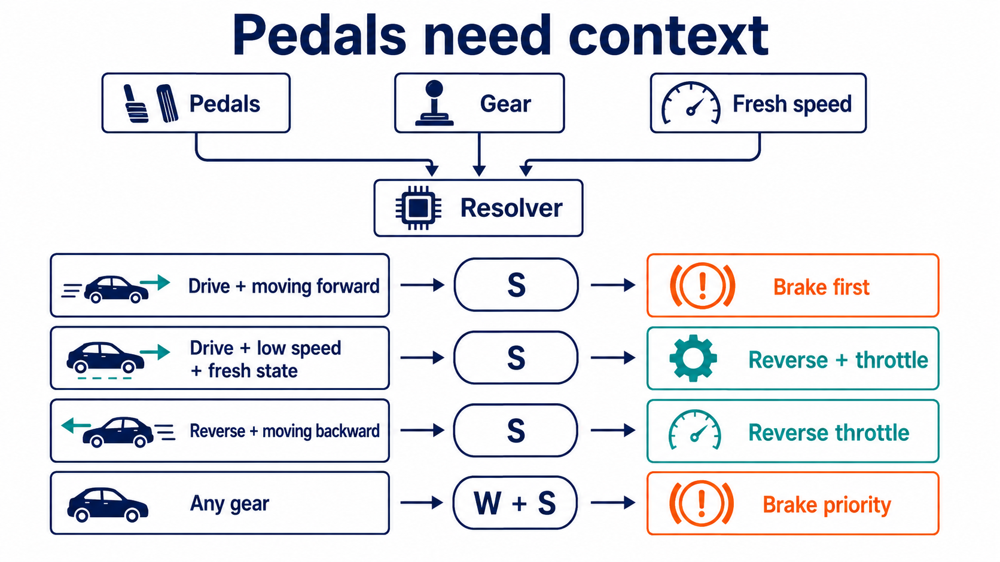 Pedals need context
Pedals
Gear
Fresh speed
Resolver
Drive + moving forward
S
Brake first
Drive + low speed
+ fresh state
S
Reverse + throttle
Reverse + moving backward
S
Reverse throttle
Any gear
W + S
Brake priority